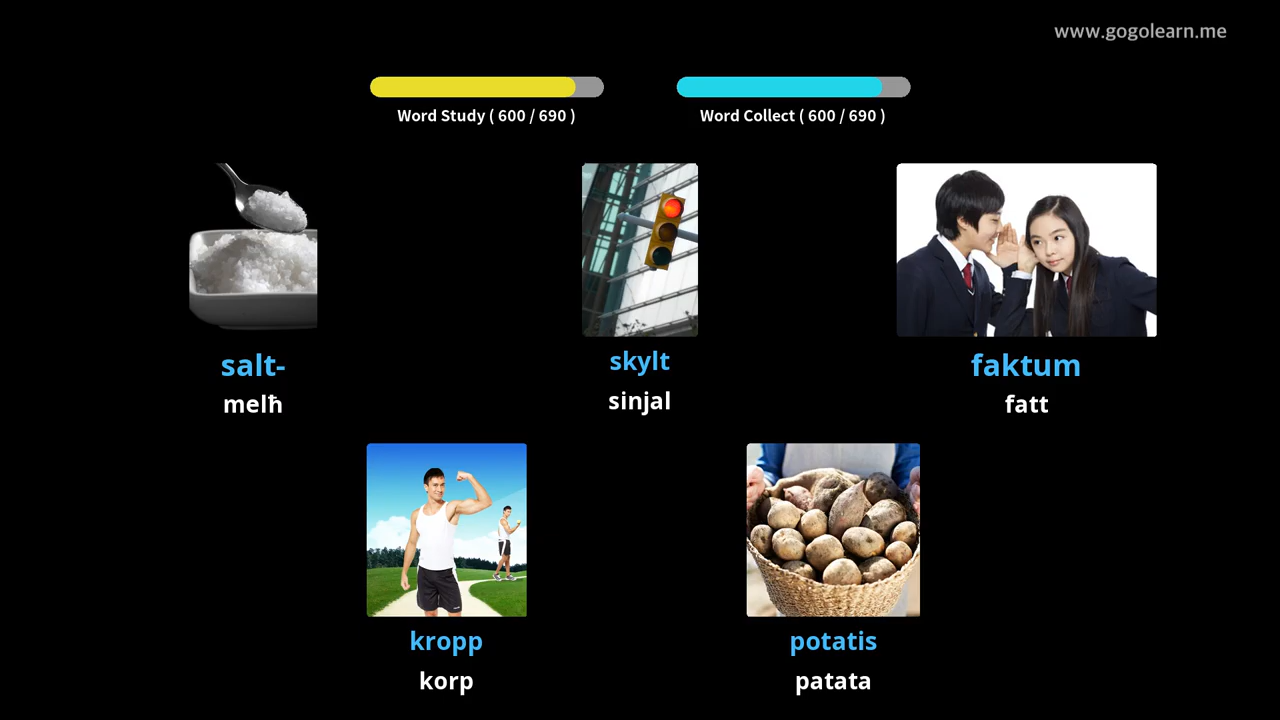 www.gogolearn.me
Word Study ( 600 / 690 )
Word Collect ( 600 / 690 )
salt-
melħ
skylt
sinjal
faktum
fatt
kropp
korp
potatis
patata